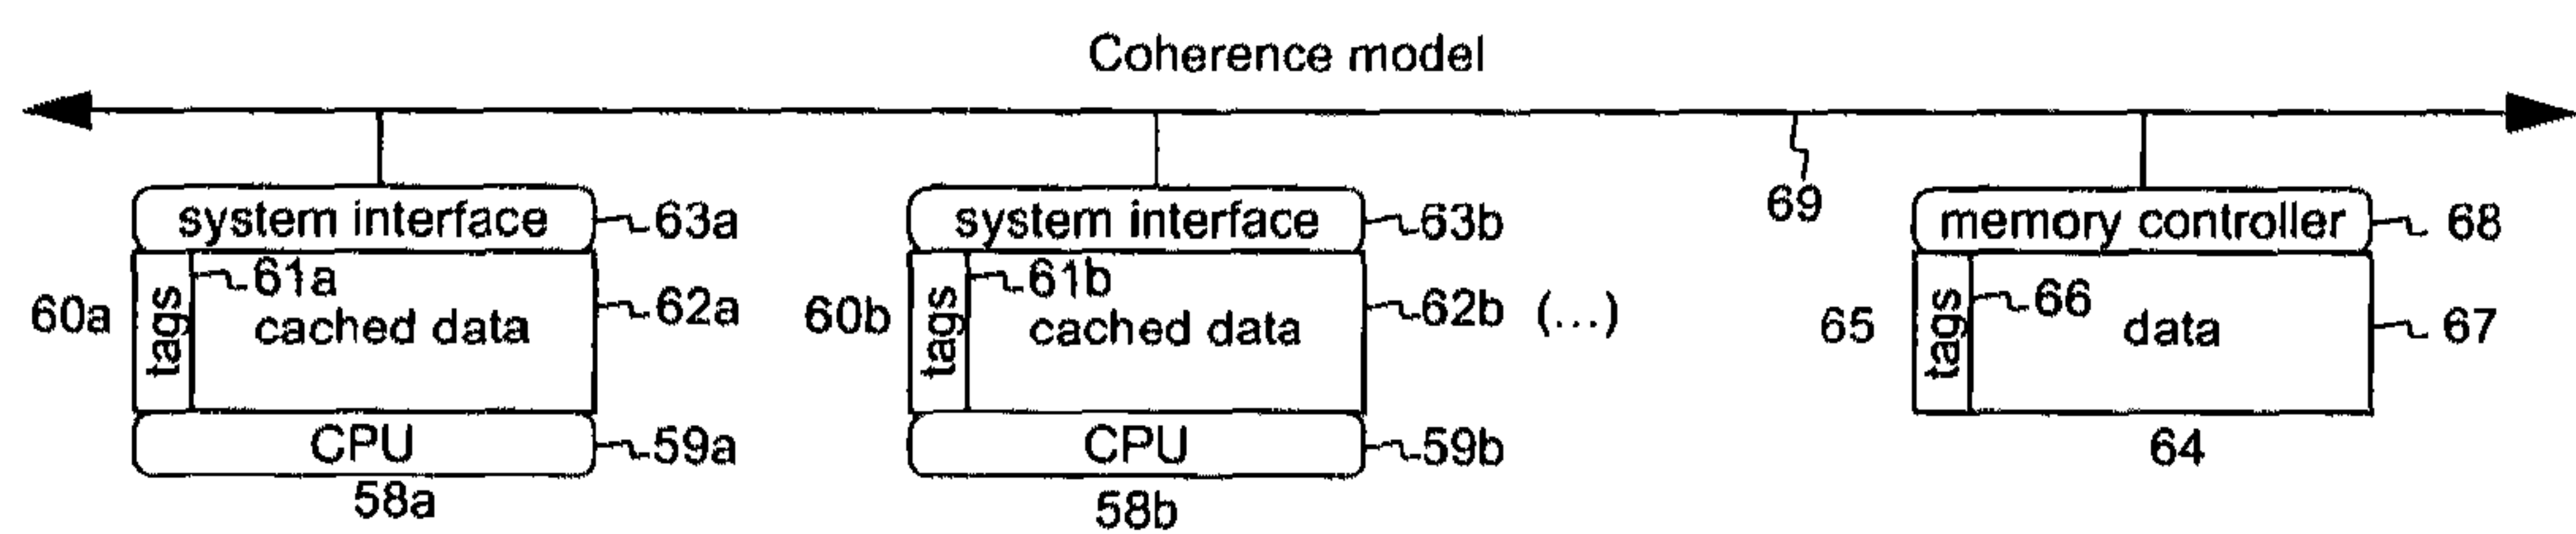 Coherence model
system interface 63a
system interface 63b
69
memory controller 68
60a tags 61a cached data 62a
60b tags 61b cached data 62b (...)
65 tags 66 data 67
CPU 59a
CPU 59b
64
58a
58b